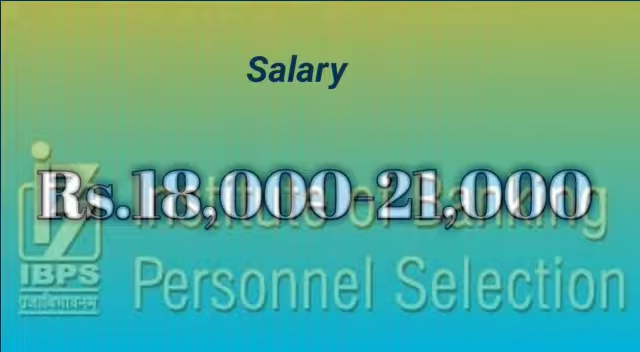 Salary
Rs.18,000-21,000
Institute of Banking
Personnel Selection
IBPS